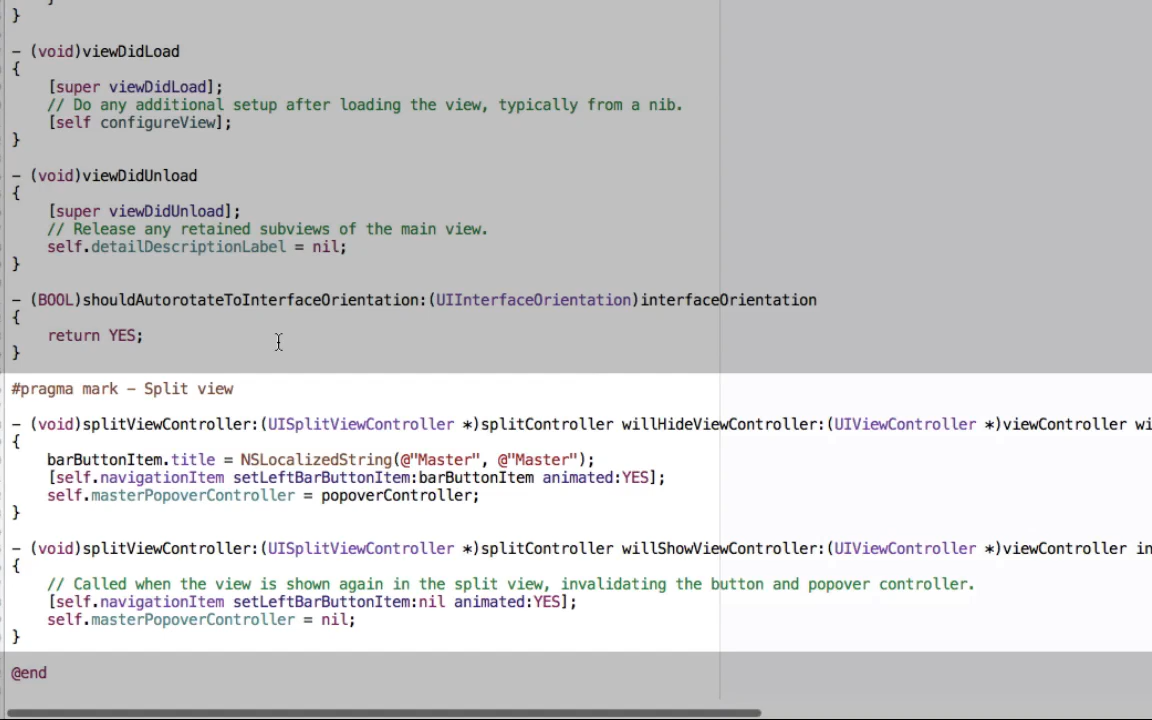 }
- (void)viewDidLoad
{
[super viewDidLoad];
// Do any additional setup after loading the view, typically from a nib.
[self configureView];
}
- (void)viewDidUnload
{
[super viewDidUnload];
// Release any retained subviews of the main view.
self.detailDescriptionLabel = nil;
}
- (BOOL)shouldAutorotateToInterfaceOrientation:(UIInterfaceOrientation)interfaceOrientation
{
return YES;
}
#pragma mark - Split view
- (void)splitViewController:(UISplitViewController *)splitController willHideViewController:(UIViewController *)viewController wi
{
barButtonItem.title = NSLocalizedString(@"Master", @"Master");
[self.navigationItem setLeftBarButtonItem:barButtonItem animated:YES];
self.masterPopoverController = popoverController;
}
- (void)splitViewController:(UISplitViewController *)splitController willShowViewController:(UIViewController *)viewController in
{
// Called when the view is shown again in the split view, invalidating the button and popover controller.
[self.navigationItem setLeftBarButtonItem:nil animated:YES];
self.masterPopoverController = nil;
}
@end